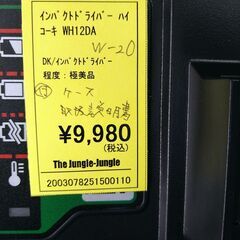 インパクトドライバー ハイ
コーキ WH12DA
W-20
DK/インパクトドライバー
程度：極美品
付 ケース
取扱説明書
¥9,980
(税込)
The Jungle-Jungle
2003078251500110